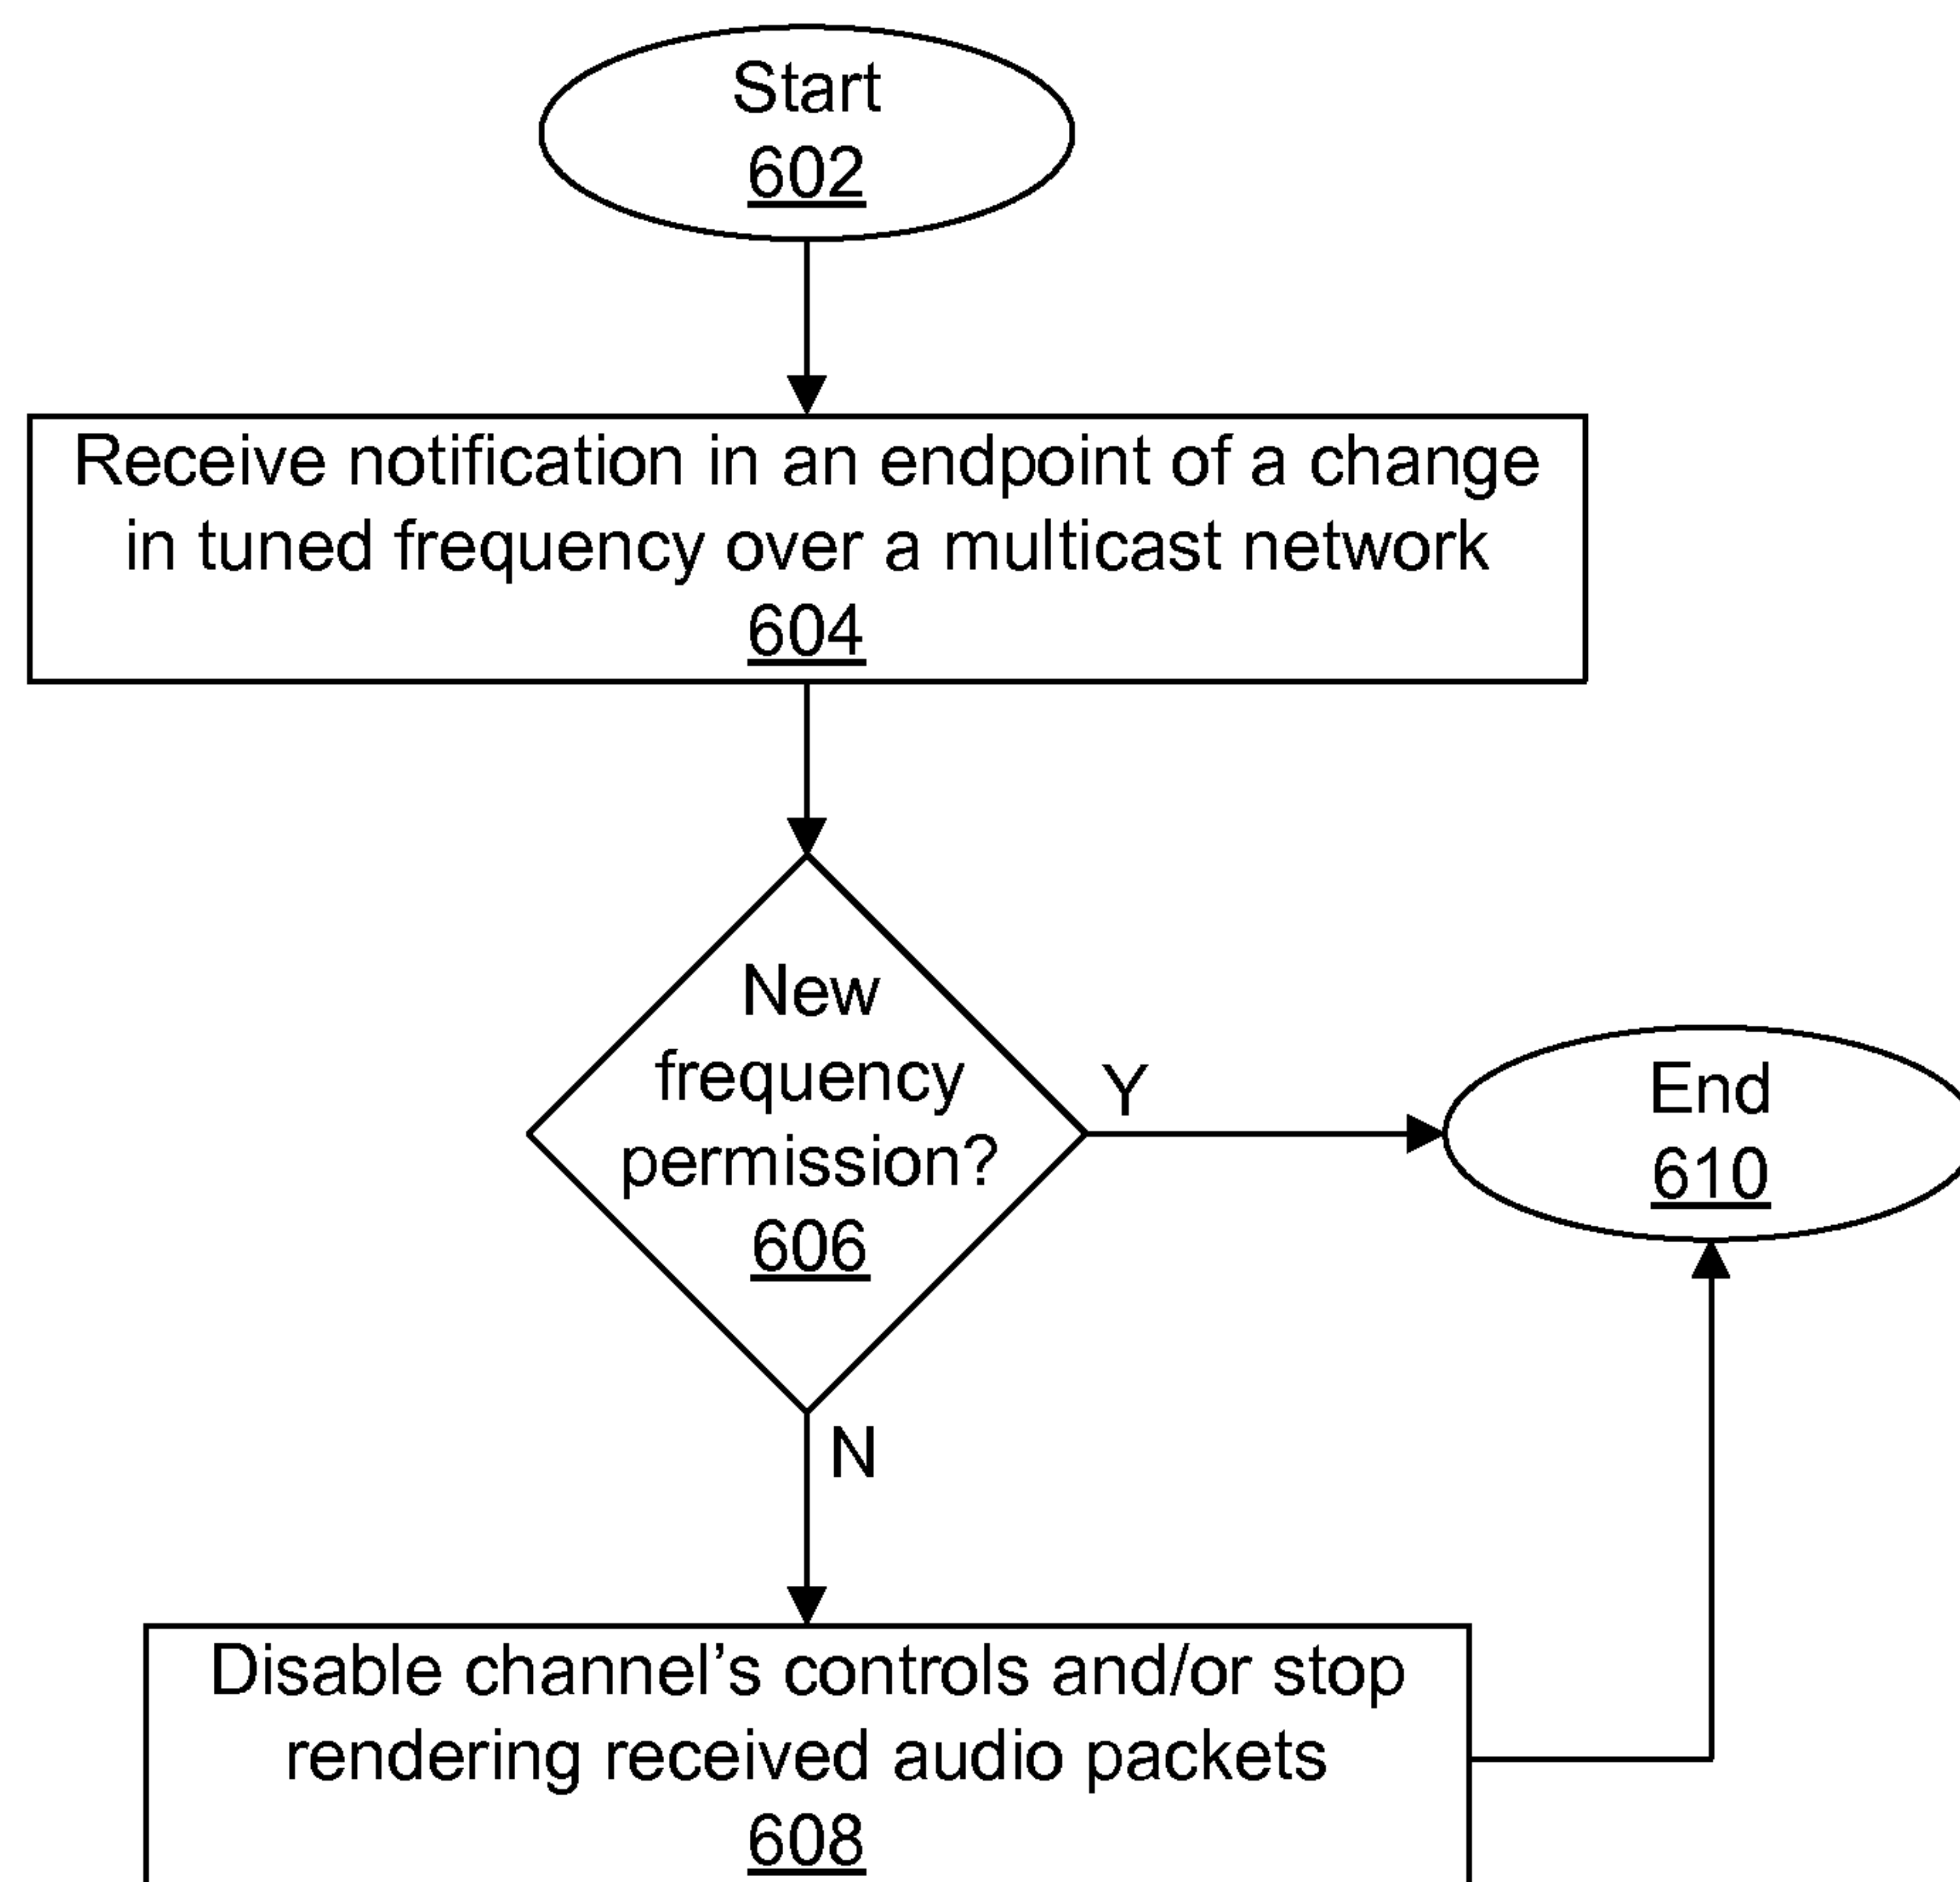 Start
602
Receive notification in an endpoint of a change
in tuned frequency over a multicast network
604
New
frequency
permission?
606
Y
End
610
N
Disable channel’s controls and/or stop
rendering received audio packets
608